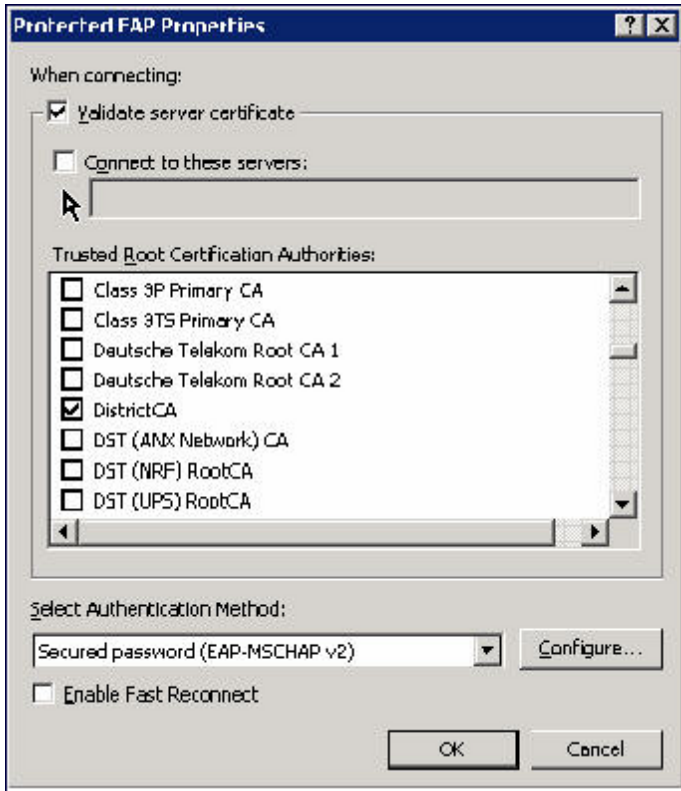 Protected EAP Properties
When connecting:
Validate server certificate
Connect to these servers:
Trusted Root Certification Authorities:
Class 3P Primary CA
Class 3TS Primary CA
Deutsche Telekom Root CA 1
Deutsche Telekom Root CA 2
DistrictCA
DST (ANX Network) CA
DST (NRF) RootCA
DST (UPS) RootCA
Select Authentication Method:
Secured password (EAP-MSCHAP v2)
Configure...
Enable Fast Reconnect
OK
Cancel